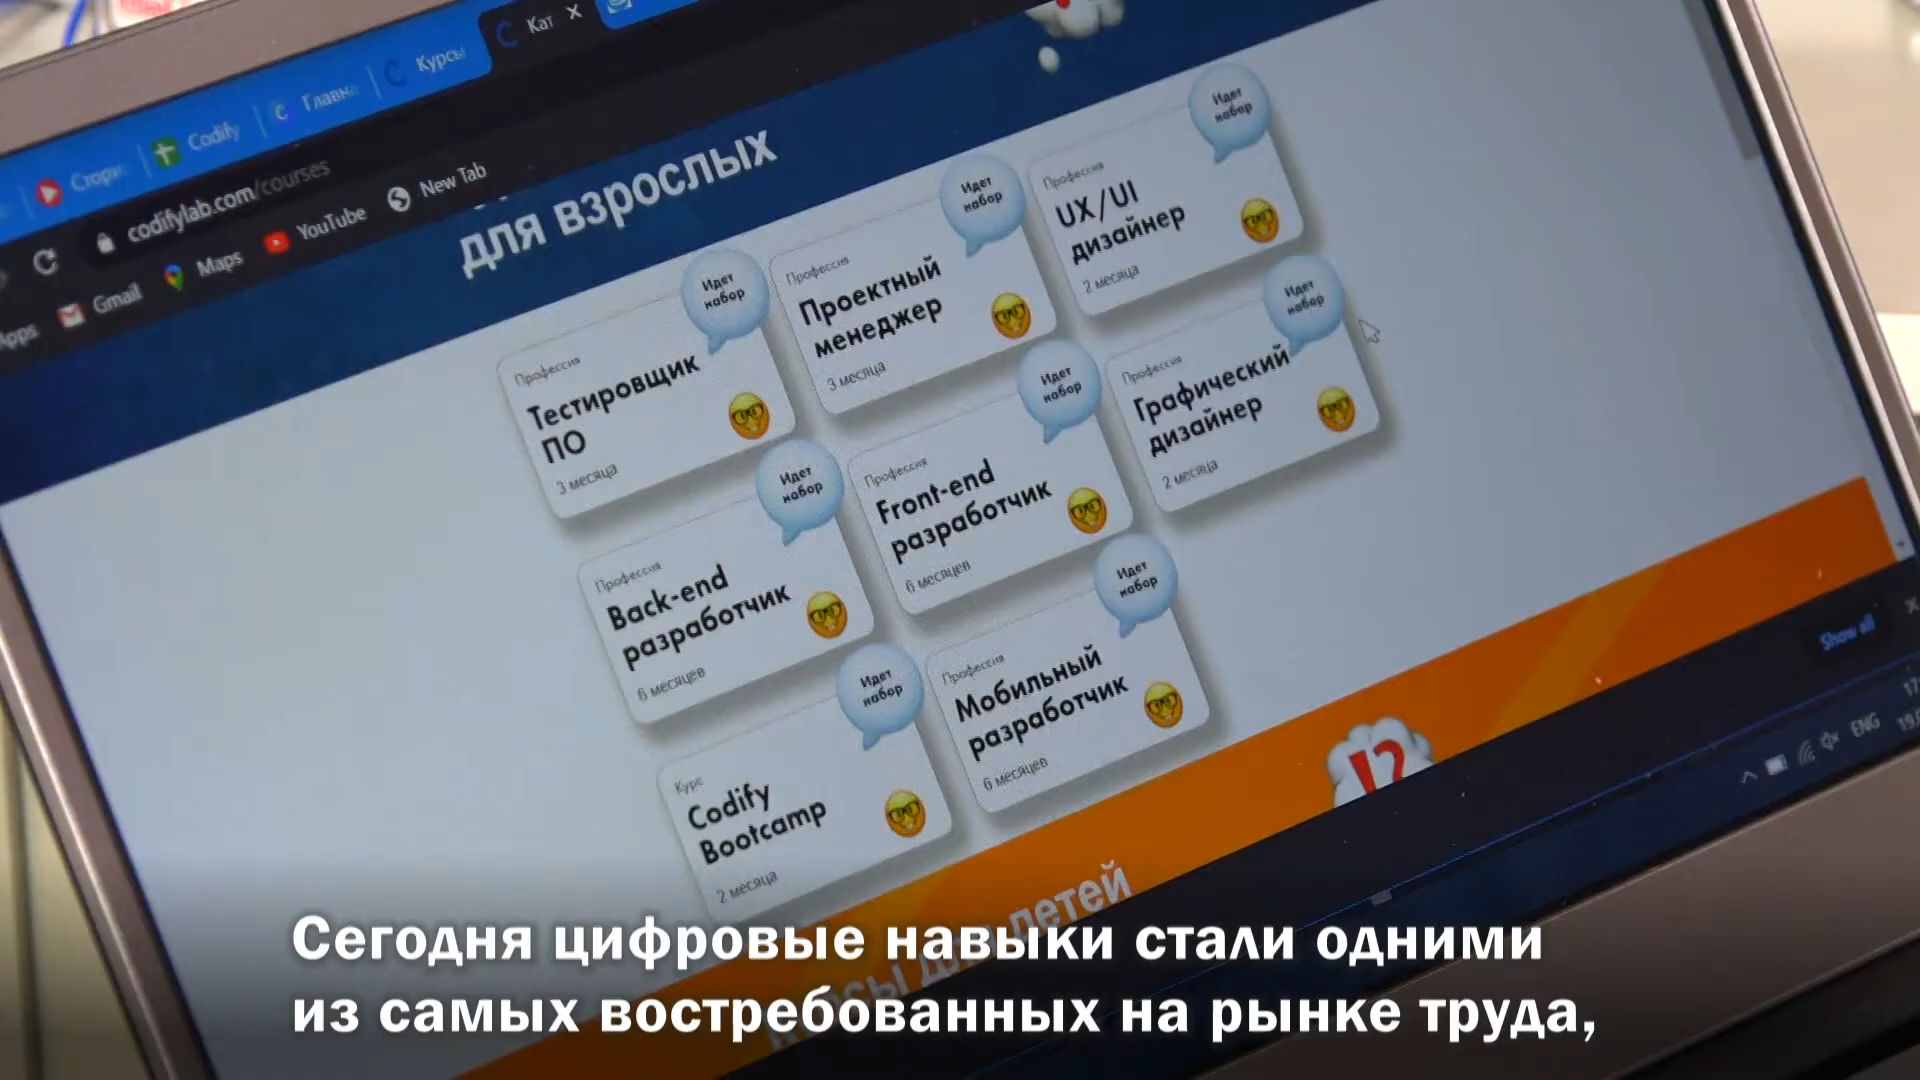 Сто
Codify
Главн
Курсы
Кат
codifylab.com/courses
Gmail
Maps
YouTube
New Tab
для взрослых
Профессия
Тестировщик
ПО
3 месяца
Идет
набор
Профессия
Проектный
менеджер
3 месяца
Идет
набор
Профессия
UX/UI
дизайнер
2 месяца
Идет
набор
Профессия
Back-end
разработчик
6 месяцев
Идет
набор
Профессия
Front-end
разработчик
6 месяцев
Идет
набор
Профессия
Графический
дизайнер
2 месяца
Идет
набор
Курс
Codify
Bootcamp
2 месяца
Идет
набор
Профессия
Мобильный
разработчик
6 месяцев
Идет
набор
!?
Show all
ENG
Сегодня цифровые навыки стали одними
из самых востребованных на рынке труда,